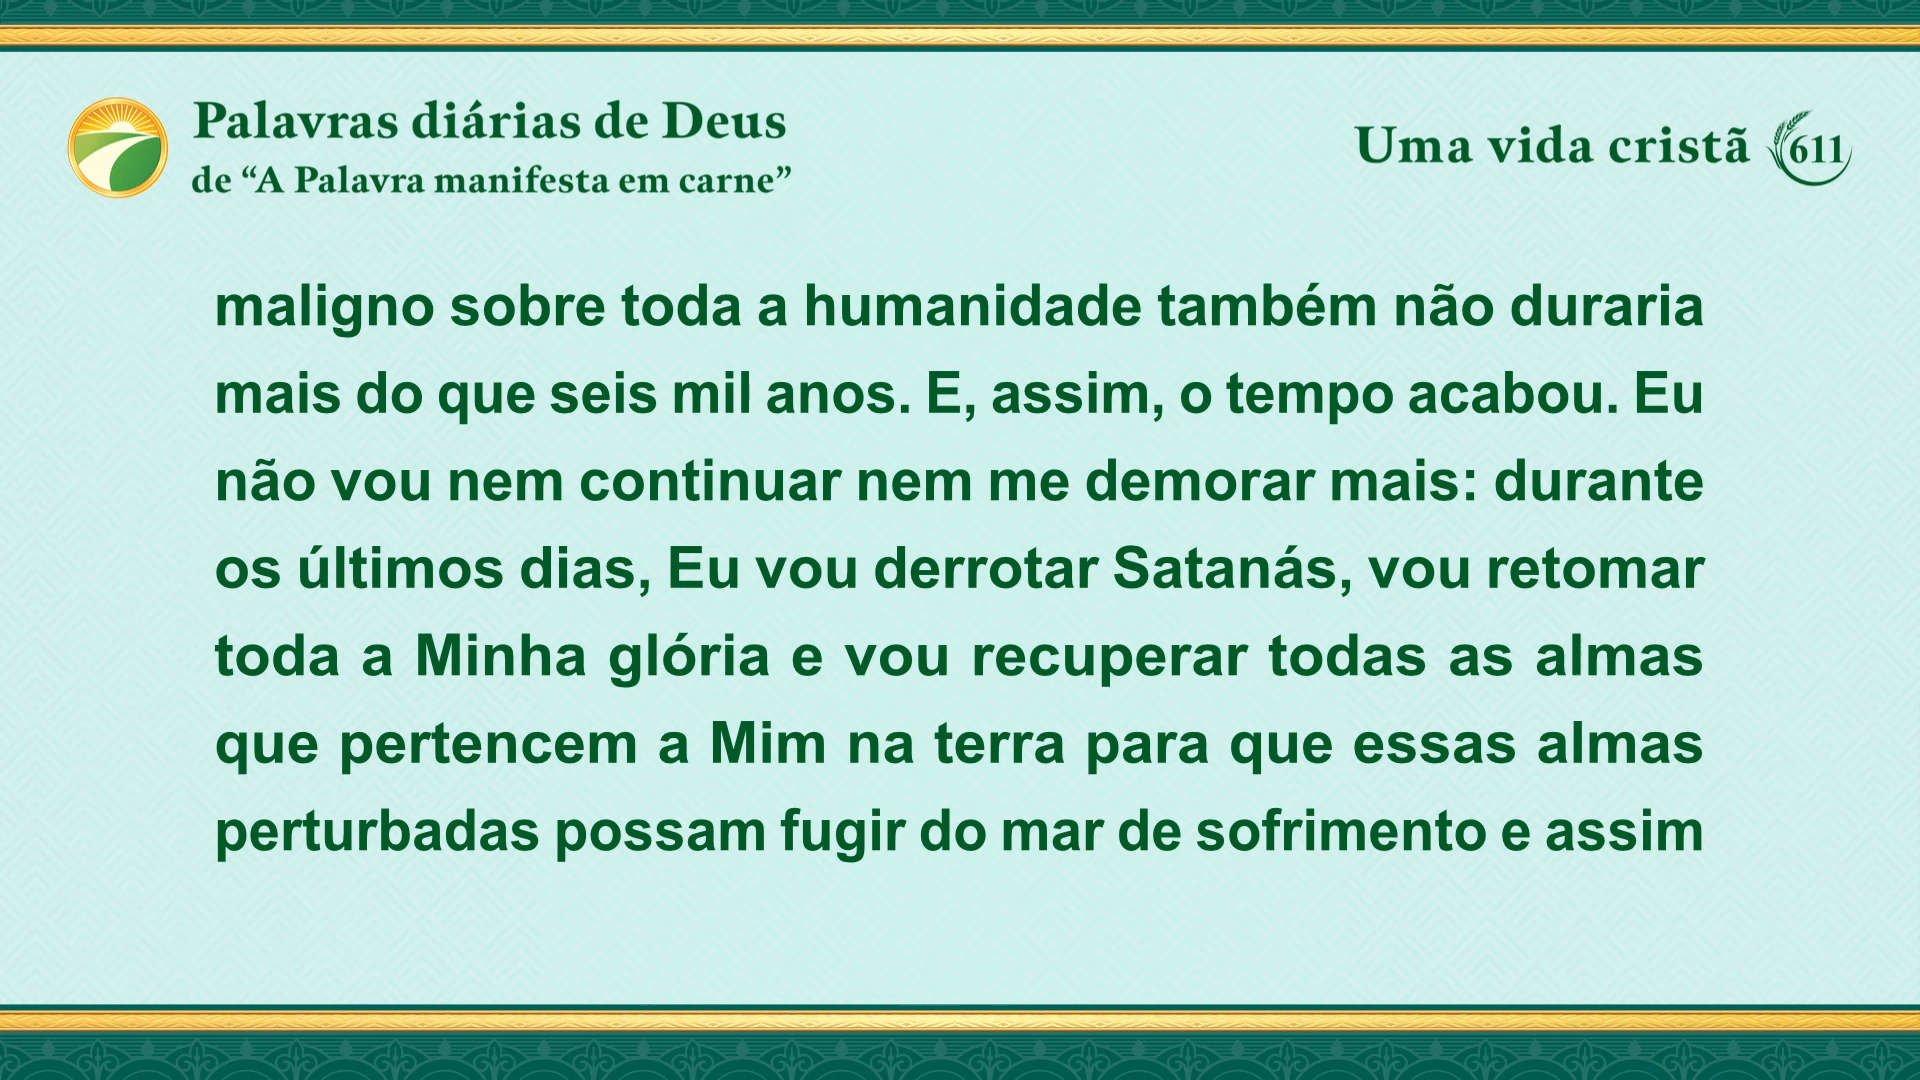 Palavras diárias de Deus
de “A Palavra manifesta em carne”
Uma vida cristã 611
maligno sobre toda a humanidade também não duraria
mais do que seis mil anos. E, assim, o tempo acabou. Eu
não vou nem continuar nem me demorar mais: durante
os últimos dias, Eu vou derrotar Satanás, vou retomar
toda a Minha glória e vou recuperar todas as almas
que pertencem a Mim na terra para que essas almas
perturbadas possam fugir do mar de sofrimento e assim